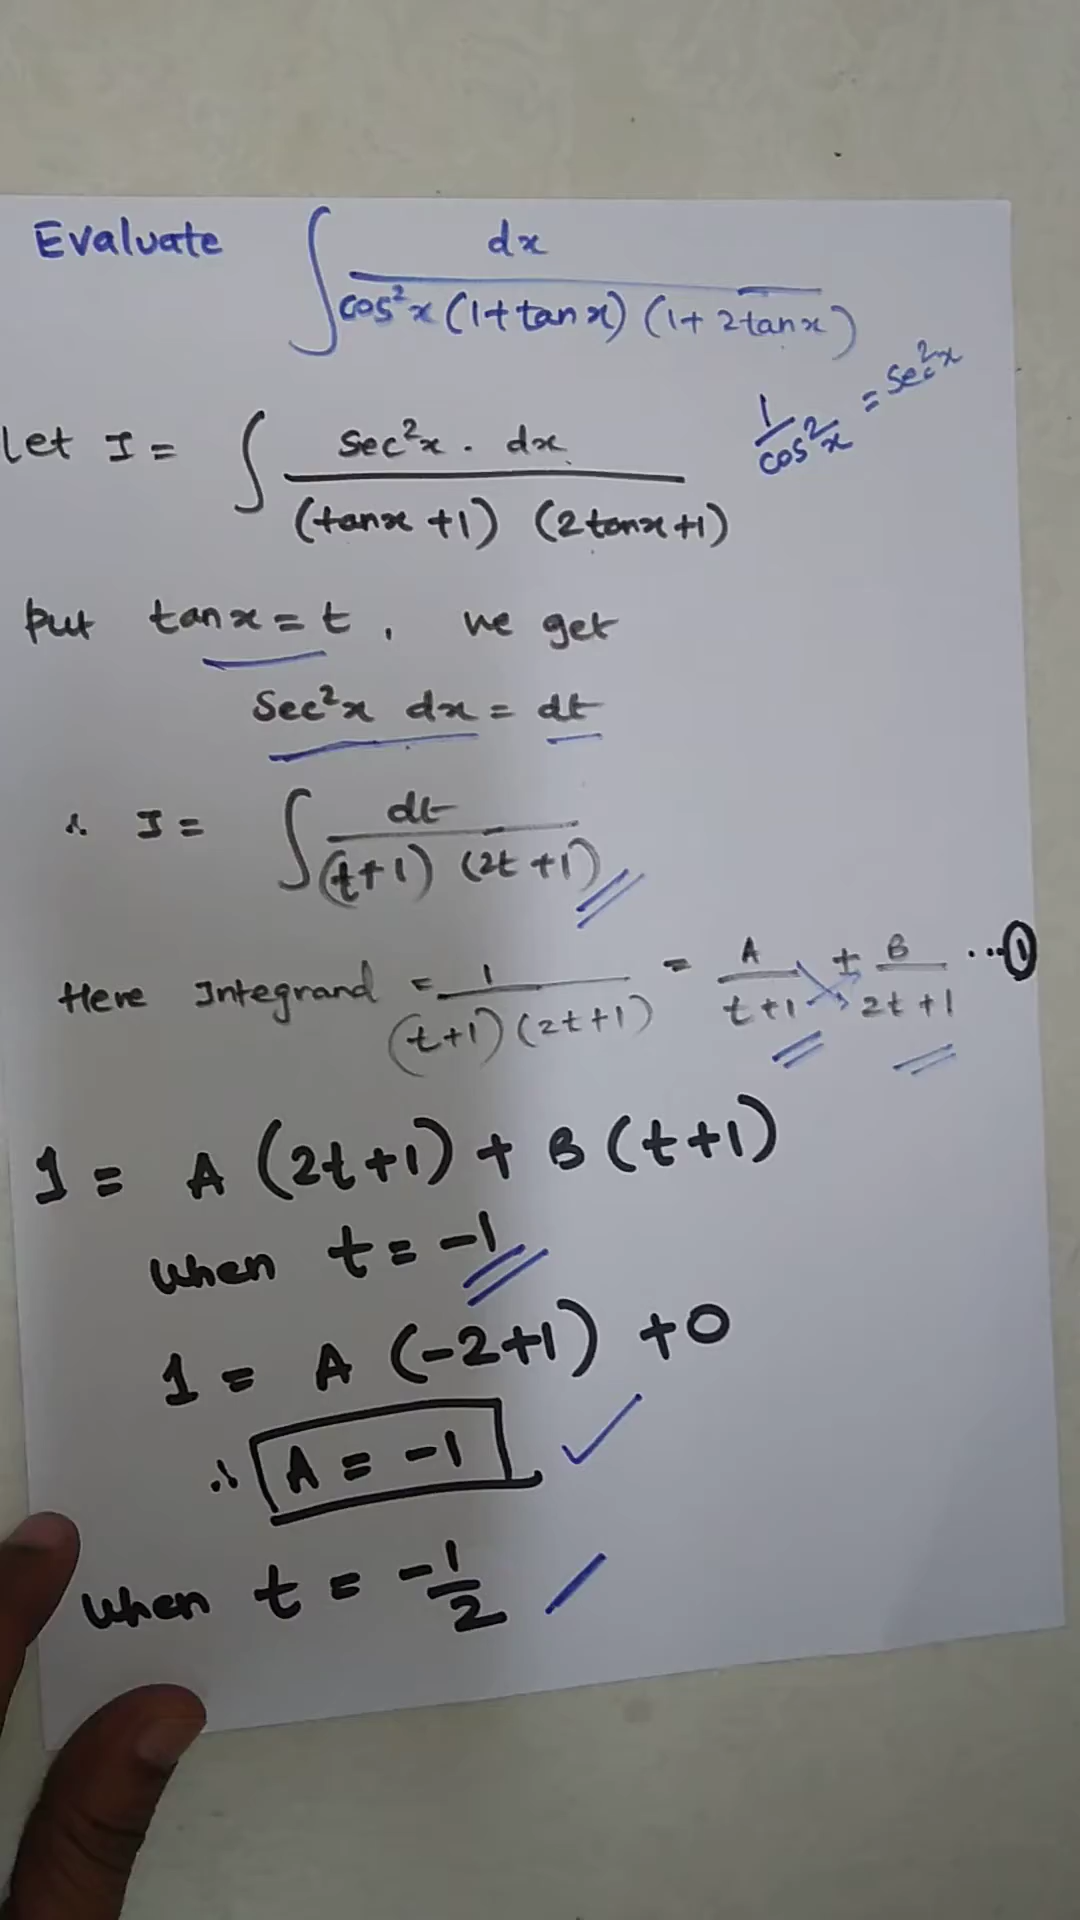 Evaluate ∫ dx / cos²x (1+tanx) (1+2tanx)
1/cos²x = sec²x
Let I = ∫ sec²x . dx / (tanx +1) (2tanx+1)
put tanx = t , we get
sec²x dx = dt
∴ I = ∫ dt / (t+1) (2t+1)
Here Integrand = 1 / (t+1)(2t+1) = A / t+1 + B / 2t+1 ...①
1 = A (2t+1) + B (t+1)
when t = -1
1 = A (-2+1) +0
∴ A = -1
when t = -1/2